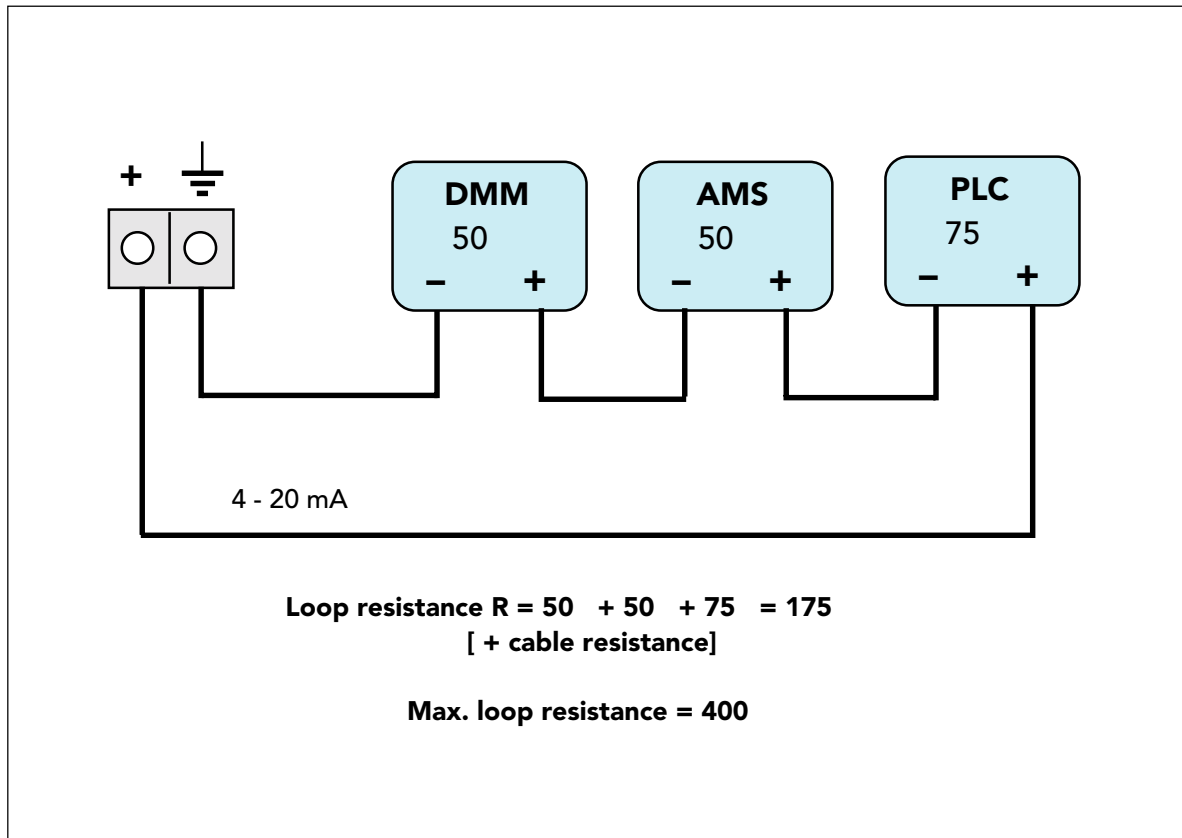 +
DMM
50
– +
AMS
50
– +
PLC
75
– +
4 - 20 mA
Loop resistance R = 50 + 50 + 75 = 175
[ + cable resistance]
Max. loop resistance = 400